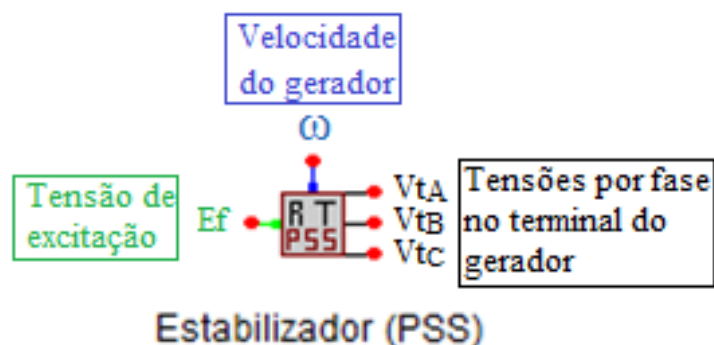 Velocidade
do gerador
ω
Tensão de
excitação
Ef
R T
PSS
VtA
VtB
VtC
Tensões por fase
no terminal do
gerador
Estabilizador (PSS)